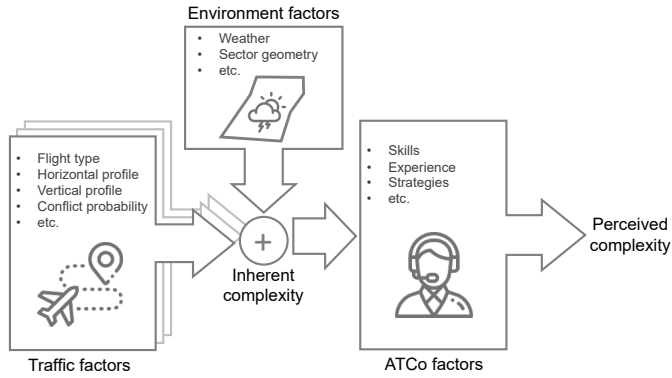 Environment factors
• Weather
• Sector geometry
• etc.
• Flight type
• Horizontal profile
• Vertical profile
• Conflict probability
• etc.
Traffic factors
+
Inherent
complexity
• Skills
• Experience
• Strategies
• etc.
ATCo factors
Perceived
complexity